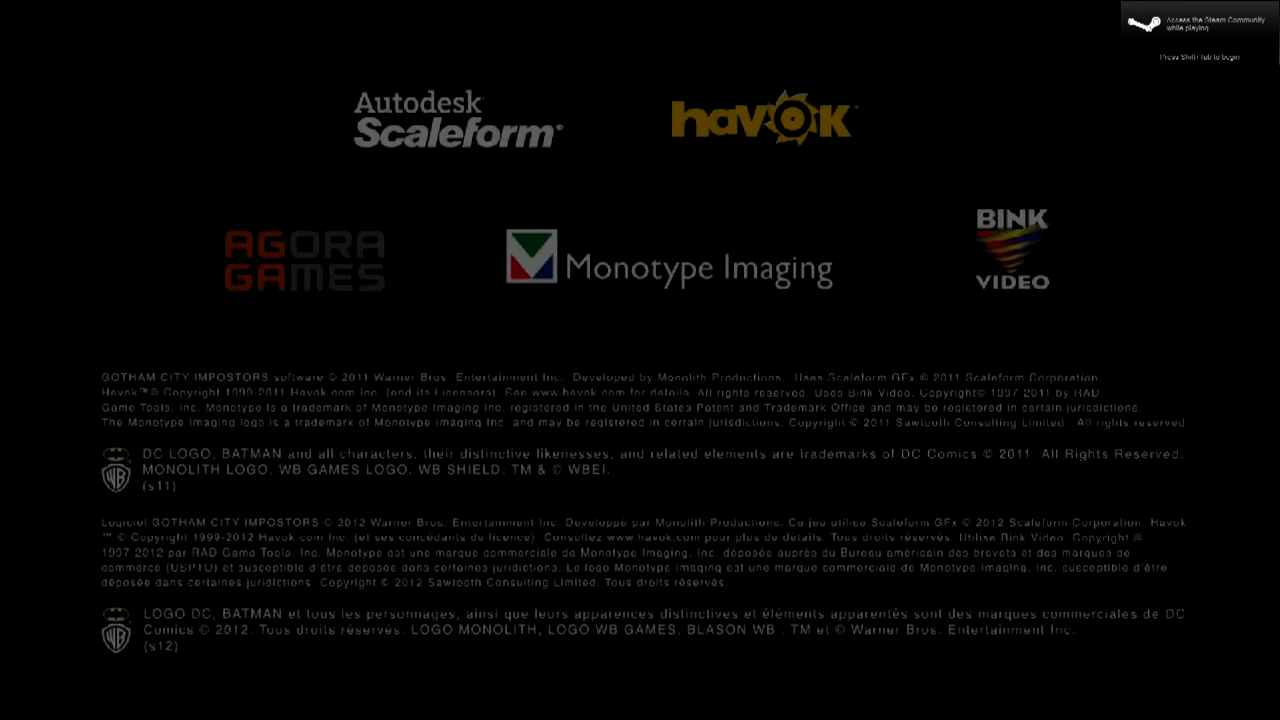 Access the Steam Community
while playing
Press Shift+Tab to begin
Autodesk
Scaleform®
havok™
AGORA
GAMES
Monotype Imaging
BINK
VIDEO
GOTHAM CITY IMPOSTORS software © 2011 Warner Bros. Entertainment Inc. Developed by Monolith Productions. Uses Scaleform GFx © 2011 Scaleform Corporation.
Havok™© Copyright 1999-2011 Havok.com Inc. (and its Licensors). See www.havok.com for details. All rights reserved. Uses Bink Video. Copyright© 1997-2011 by RAD
Game Tools, Inc. Monotype is a trademark of Monotype Imaging Inc. registered in the United States Patent and Trademark Office and may be registered in certain jurisdictions.
The Monotype Imaging logo is a trademark of Monotype Imaging Inc. and may be registered in certain jurisdictions. Copyright © 2011 Sawtooth Consulting Limited. All rights reserved.
DC LOGO, BATMAN and all characters, their distinctive likenesses, and related elements are trademarks of DC Comics © 2011. All Rights Reserved.
MONOLITH LOGO, WB GAMES LOGO, WB SHIELD, TM & © WBEI.
(s11)
Logiciel GOTHAM CITY IMPOSTORS © 2012 Warner Bros. Entertainment Inc. Développé par Monolith Productions. Ce jeu utilise Scaleform GFx © 2012 Scaleform Corporation. Havok
™ © Copyright 1999-2012 Havok.com Inc. (et ses concédants de licence). Consultez www.havok.com pour plus de détails. Tous droits réservés. Utilise Bink Video. Copyright ©
1997-2012 par RAD Game Tools, Inc. Monotype est une marque commerciale de Monotype Imaging, Inc. déposée auprès du Bureau américain des brevets et des marques de
commerce (USPTO) et susceptible d'être déposée dans certaines juridictions. Le logo Monotype Imaging est une marque commerciale de Monotype Imaging, Inc. susceptible d'être
déposée dans certaines juridictions. Copyright © 2012 Sawtooth Consulting Limited. Tous droits réservés.
LOGO DC, BATMAN et tous les personnages, ainsi que leurs apparences distinctives et éléments apparentés sont des marques commerciales de DC
Comics © 2012. Tous droits réservés. LOGO MONOLITH, LOGO WB GAMES, BLASON WB : TM et © Warner Bros. Entertainment Inc.
(s12)